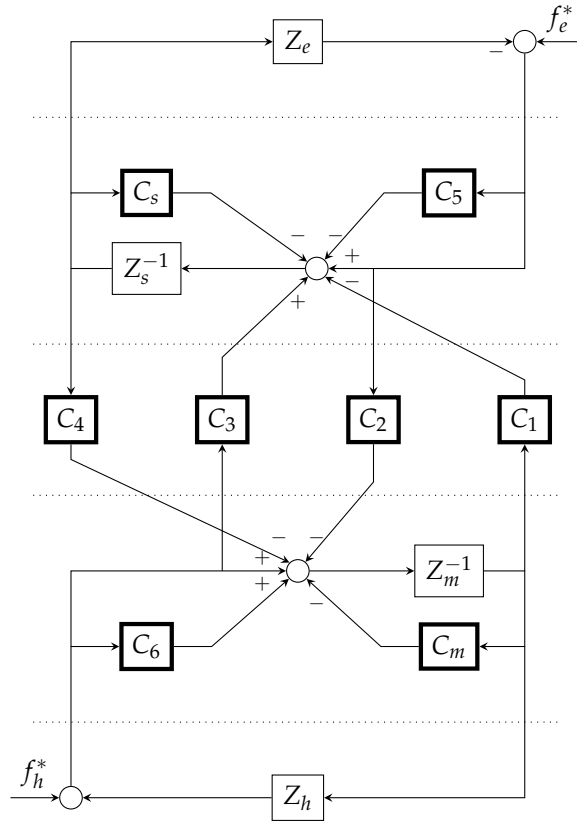 Z_e
f_e^*
−
C_s
C_5
− −
Z_s^{-1}
+
−
+
C_4
C_3
C_2
C_1
− −
+
Z_m^{-1}
+
−
C_6
C_m
f_h^*
Z_h